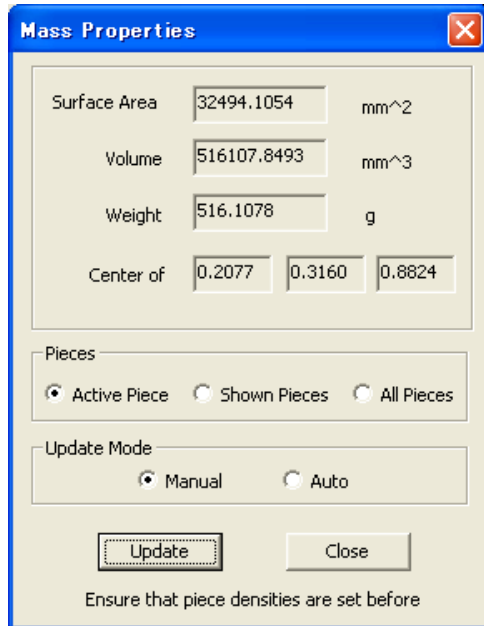 Mass Properties
Surface Area 32494.1054 mm^2
Volume 516107.8493 mm^3
Weight 516.1078 g
Center of 0.2077 0.3160 0.8824
Pieces
Active Piece Shown Pieces All Pieces
Update Mode
Manual Auto
Update Close
Ensure that piece densities are set before